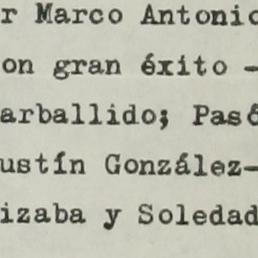 r Marco Antonio
on gran éxito -
arballido; Pasó
ustín González-
izaba y Soledad